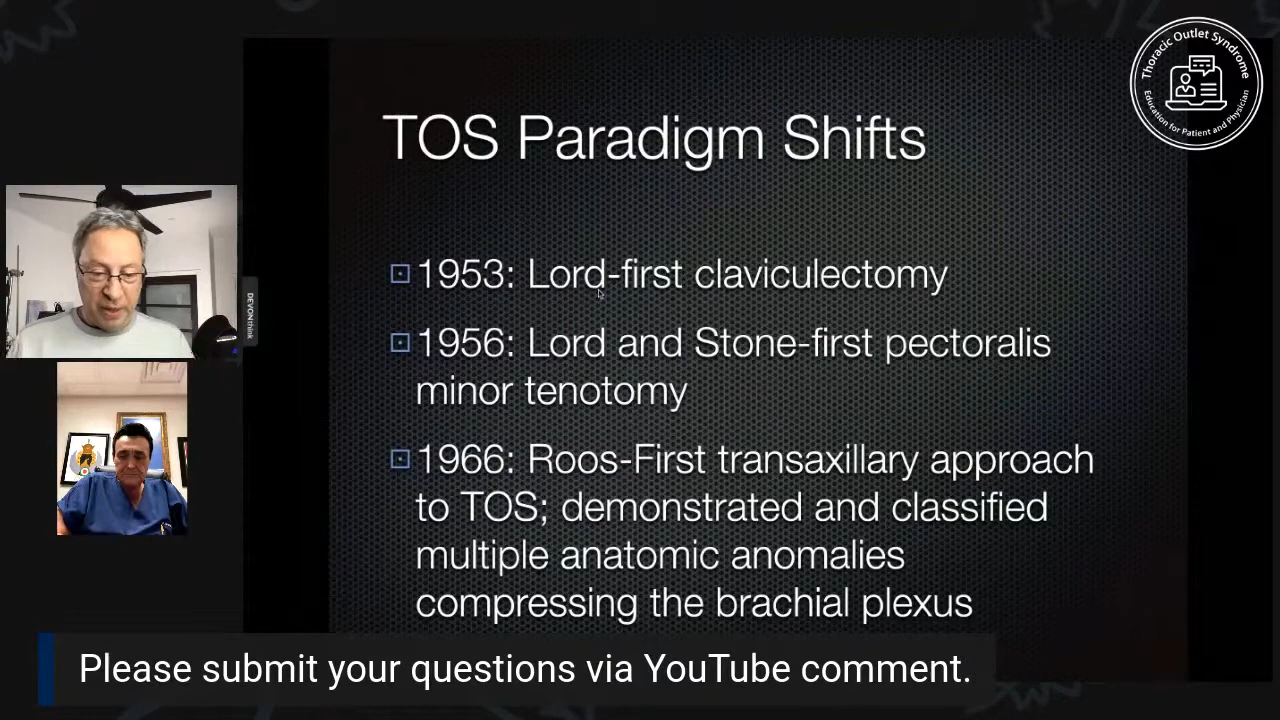 Thoracic Outlet Syndrome
Education for Patient and Physician
TOS Paradigm Shifts
1953: Lord-first claviculectomy
1956: Lord and Stone-first pectoralis
minor tenotomy
1966: Roos-First transaxillary approach
to TOS; demonstrated and classified
multiple anatomic anomalies
compressing the brachial plexus
DEVONthink
Please submit your questions via YouTube comment.